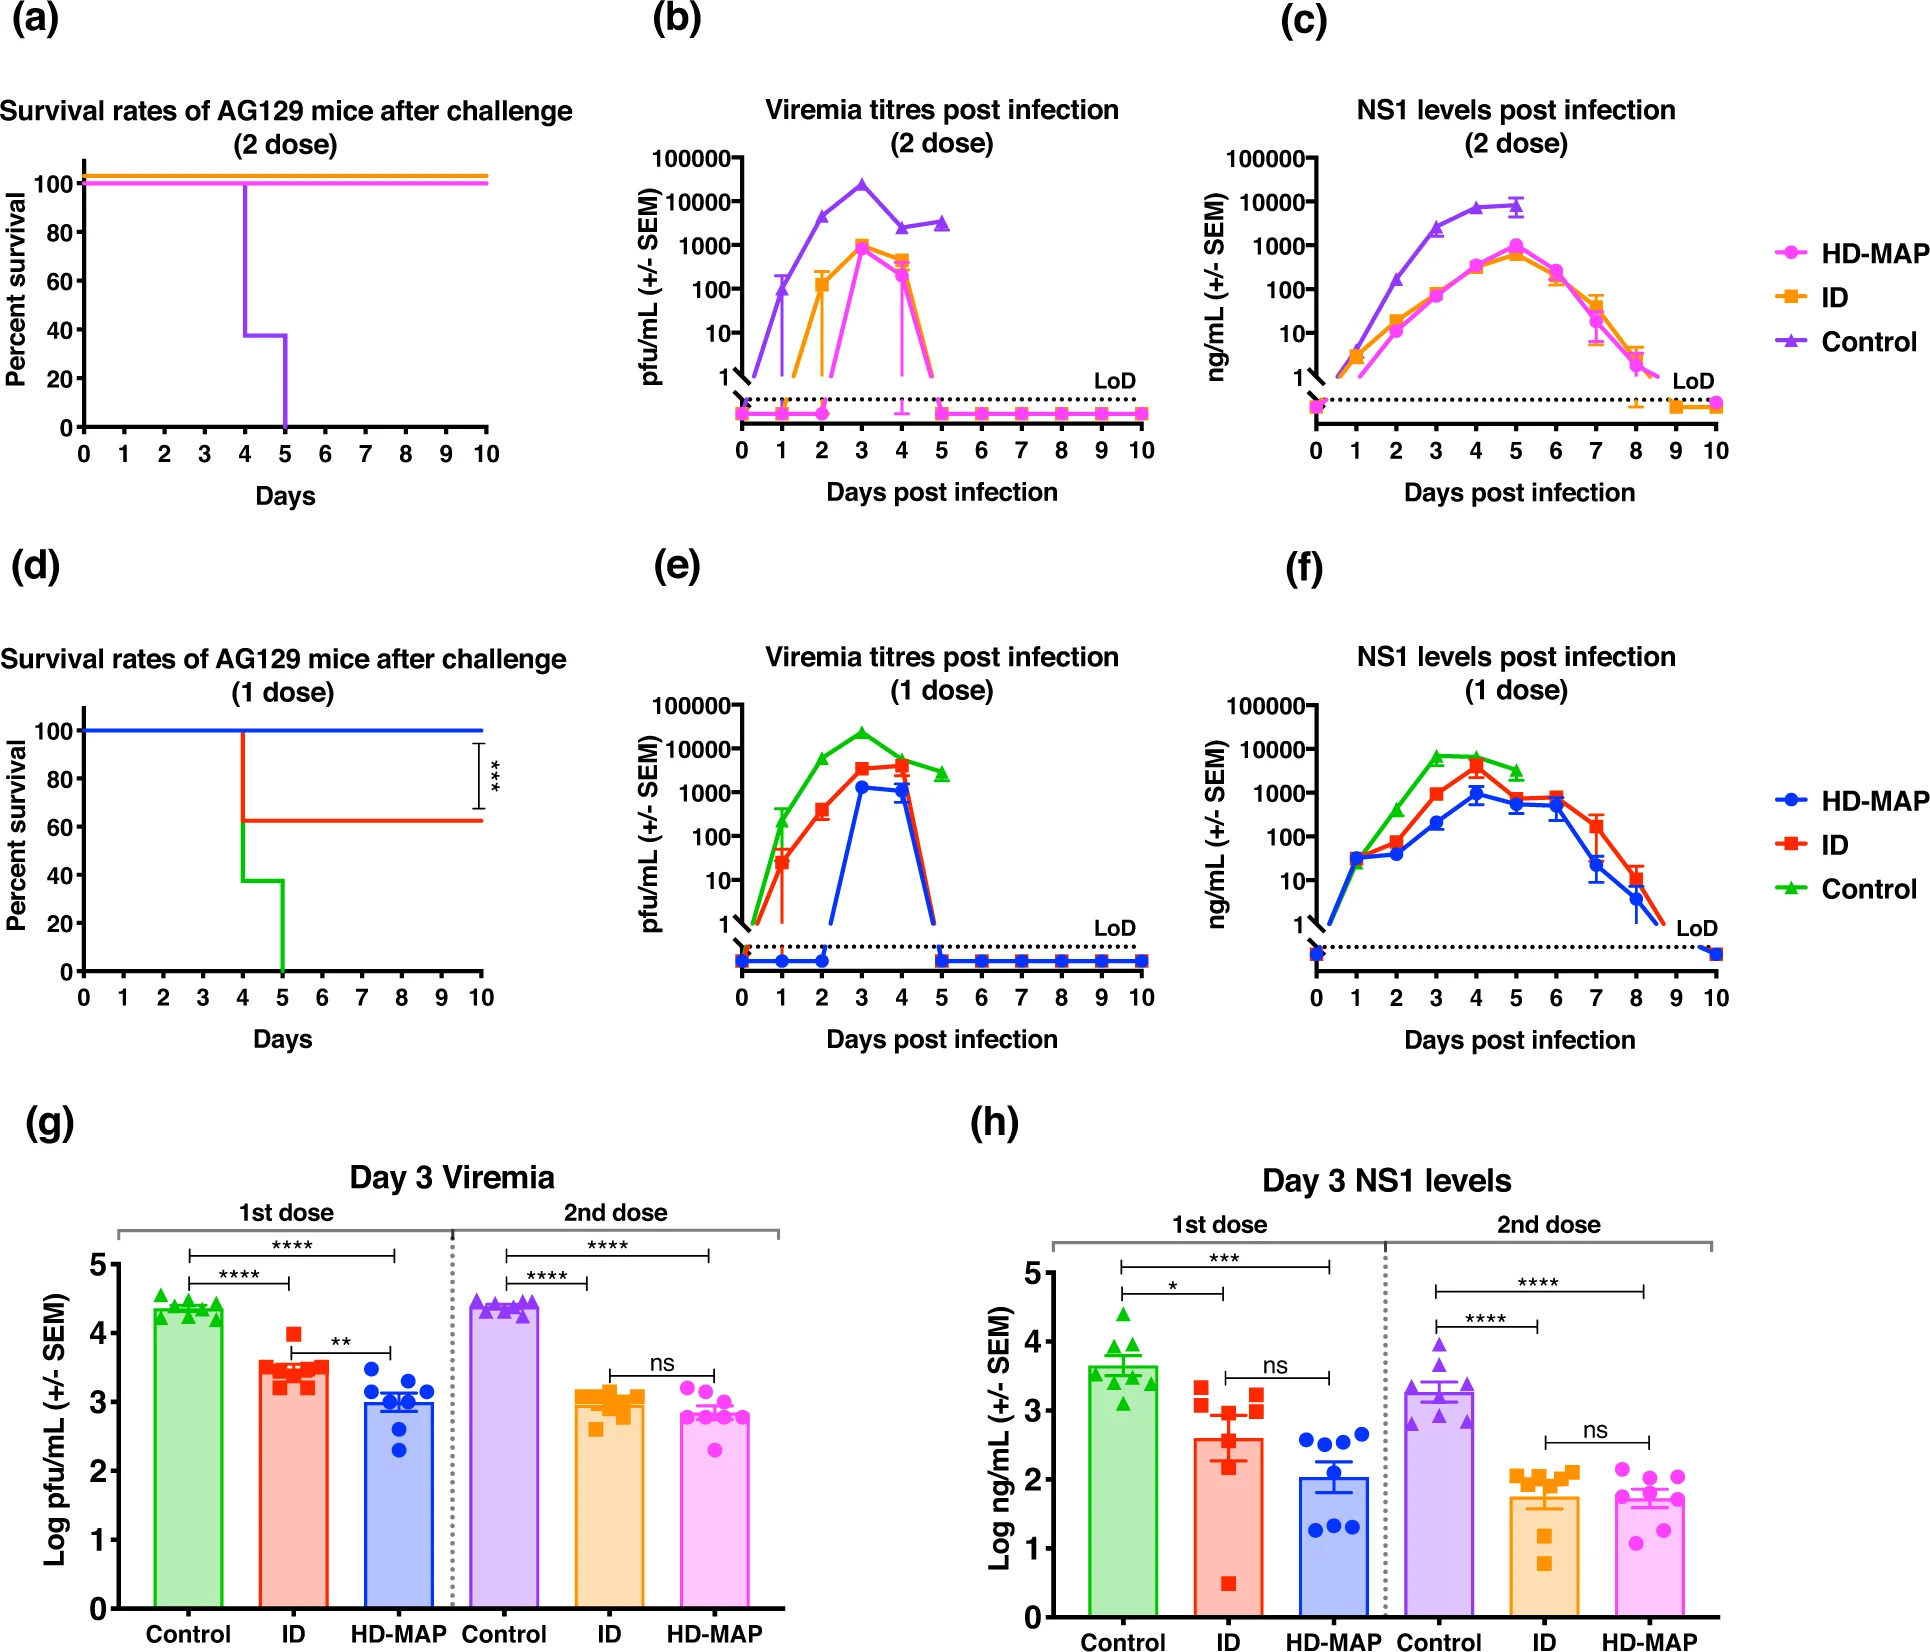 (a)
Survival rates of AG129 mice after challenge
(2 dose)
Percent survival
100
80
60
40
20
0
0 1 2 3 4 5 6 7 8 9 10
Days
(b)
Viremia titres post infection
(2 dose)
pfu/mL (+/- SEM)
100000
10000
1000
100
10
1
LoD
0 1 2 3 4 5 6 7 8 9 10
Days post infection
(c)
NS1 levels post infection
(2 dose)
ng/mL (+/- SEM)
100000
10000
1000
100
10
1
LoD
0 1 2 3 4 5 6 7 8 9 10
Days post infection
HD-MAP
ID
Control
(d)
Survival rates of AG129 mice after challenge
(1 dose)
Percent survival
100
80
60
40
20
0
***
0 1 2 3 4 5 6 7 8 9 10
Days
(e)
Viremia titres post infection
(1 dose)
pfu/mL (+/- SEM)
100000
10000
1000
100
10
1
LoD
0 1 2 3 4 5 6 7 8 9 10
Days post infection
(f)
NS1 levels post infection
(1 dose)
ng/mL (+/- SEM)
100000
10000
1000
100
10
1
LoD
0 1 2 3 4 5 6 7 8 9 10
Days post infection
HD-MAP
ID
Control
(g)
Day 3 Viremia
1st dose 2nd dose
**** ****
**** ****
**
ns
Log pfu/mL (+/- SEM)
5
4
3
2
1
0
Control ID HD-MAP Control ID HD-MAP
(h)
Day 3 NS1 levels
1st dose 2nd dose
*** ****
* ****
ns
ns
Log ng/mL (+/- SEM)
5
4
3
2
1
0
Control ID HD-MAP Control ID HD-MAP